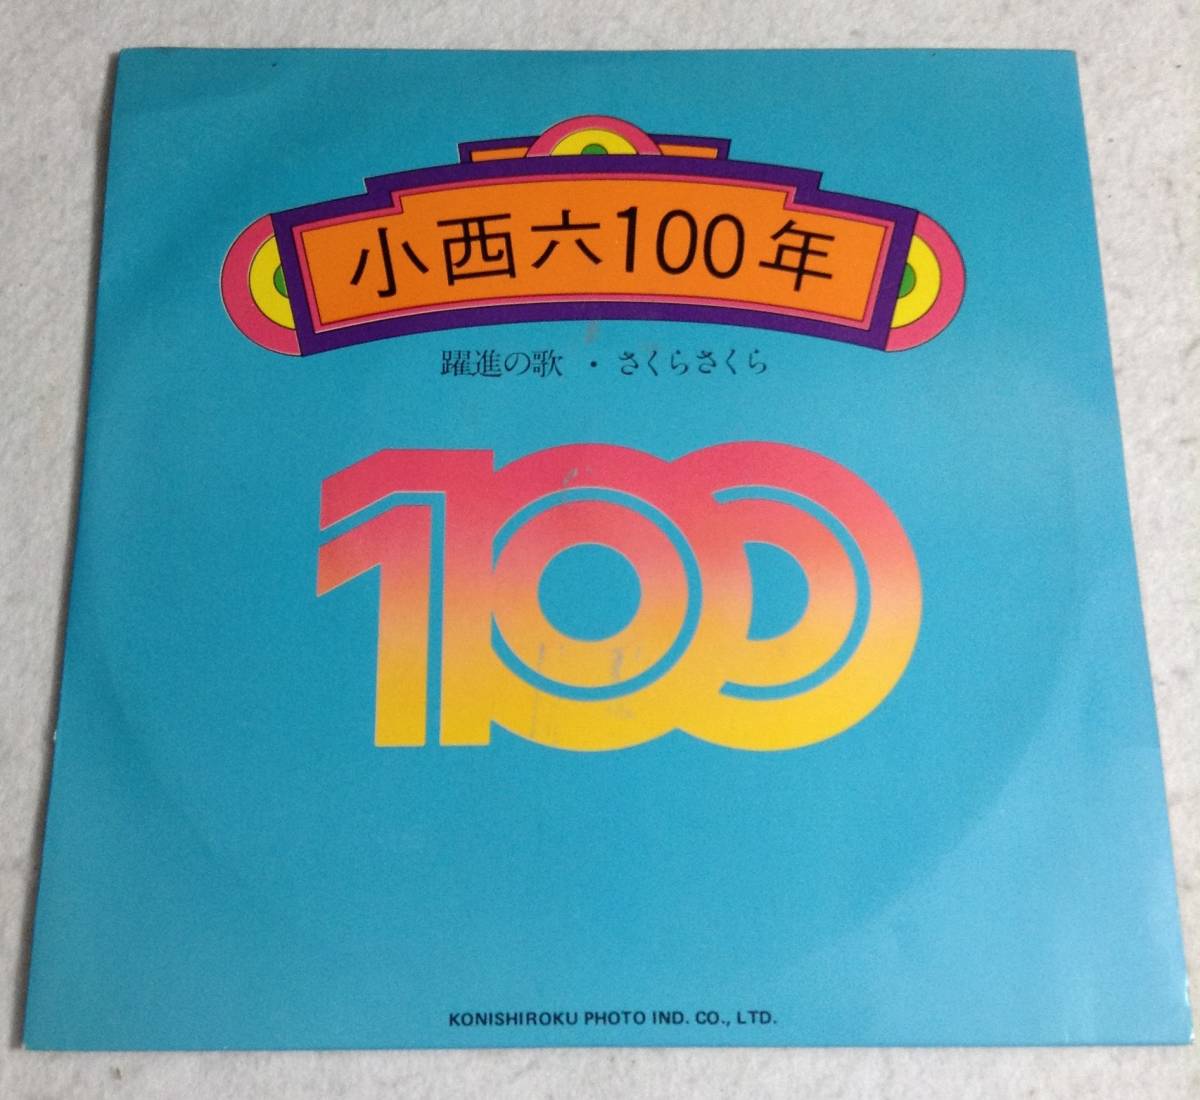 小西六100年
躍進の歌 ・ さくらさくら
100
KONISHIROKU PHOTO IND. CO., LTD.